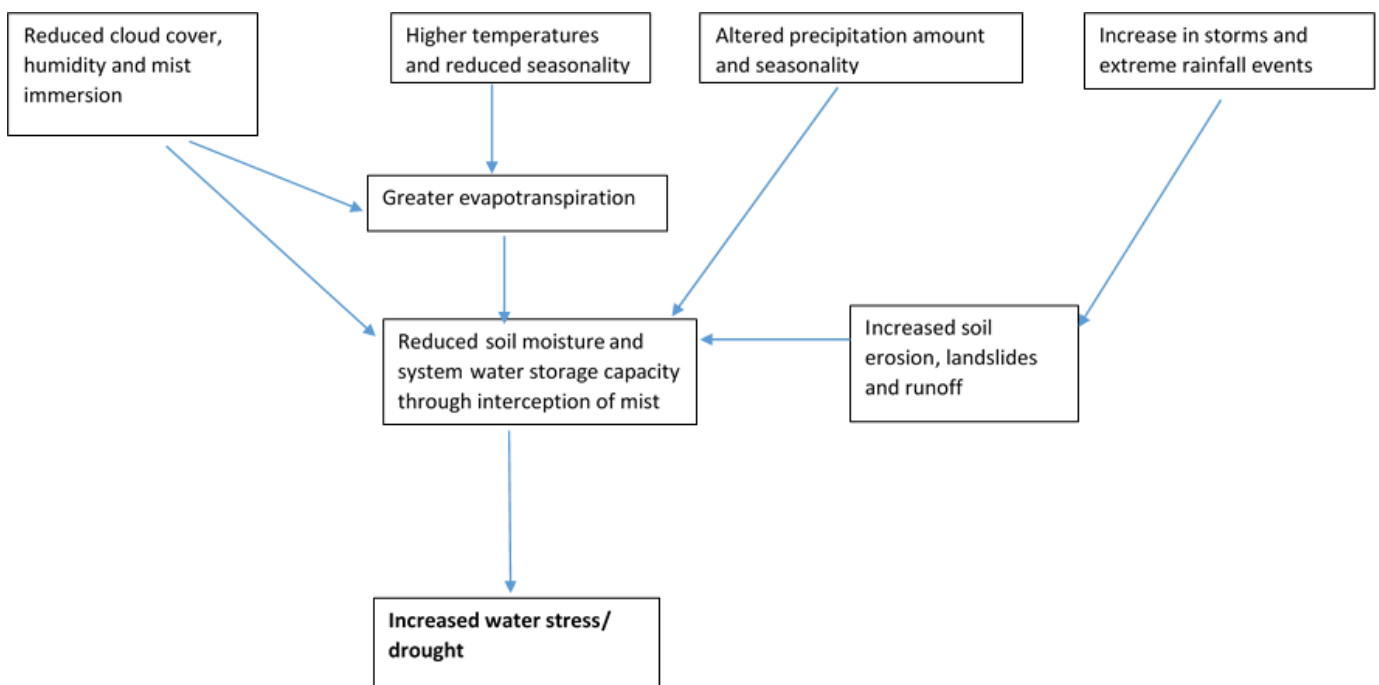 Reduced cloud cover,
humidity and mist
immersion
Higher temperatures
and reduced seasonality
Altered precipitation amount
and seasonality
Increase in storms and
extreme rainfall events
Greater evapotranspiration
Reduced soil moisture and
system water storage capacity
through interception of mist
Increased soil
erosion, landslides
and runoff
Increased water stress/
drought